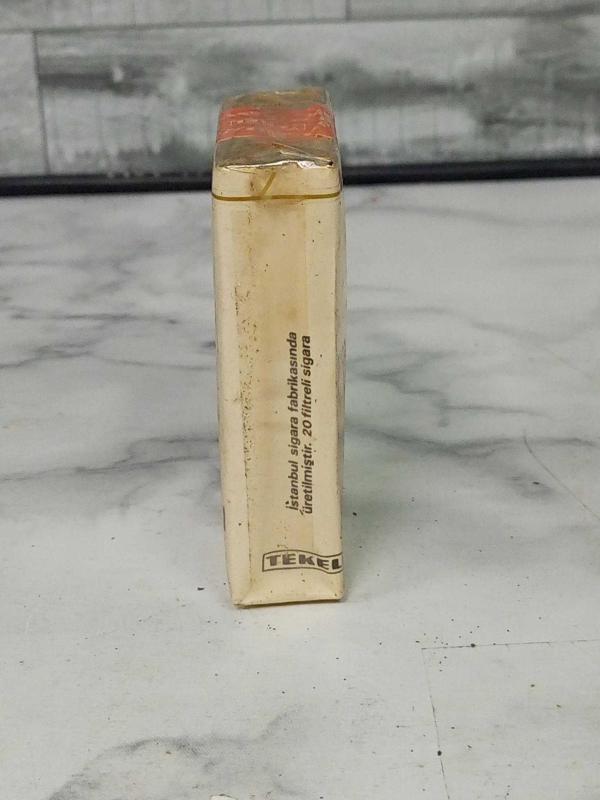 İstanbul sigara fabrikasında
üretilmiştir. 20 filtreli sigara
TEKEL